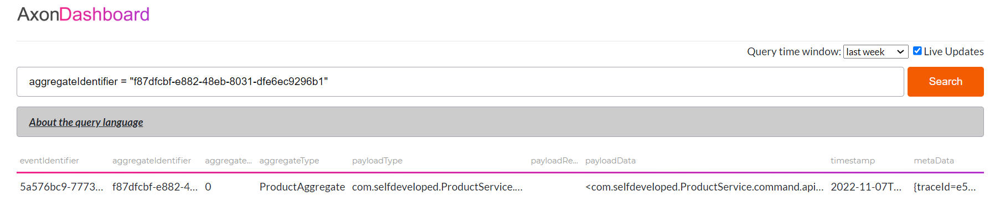 AxonDashboard
Query time window: last week Live Updates
aggregateIdentifier = "f87dfcbf-e882-48eb-8031-dfe6ec9296b1" Search
About the query language
eventIdentifier aggregateIdentifier aggregate... aggregateType payloadType payloadRe... payloadData timestamp metaData
5a576bc9-7773... f87dfcbf-e882-4... 0 ProductAggregate com.selfdeveloped.ProductService.... <com.selfdeveloped.ProductService.command.api... 2022-11-07T... {traceId=e5...